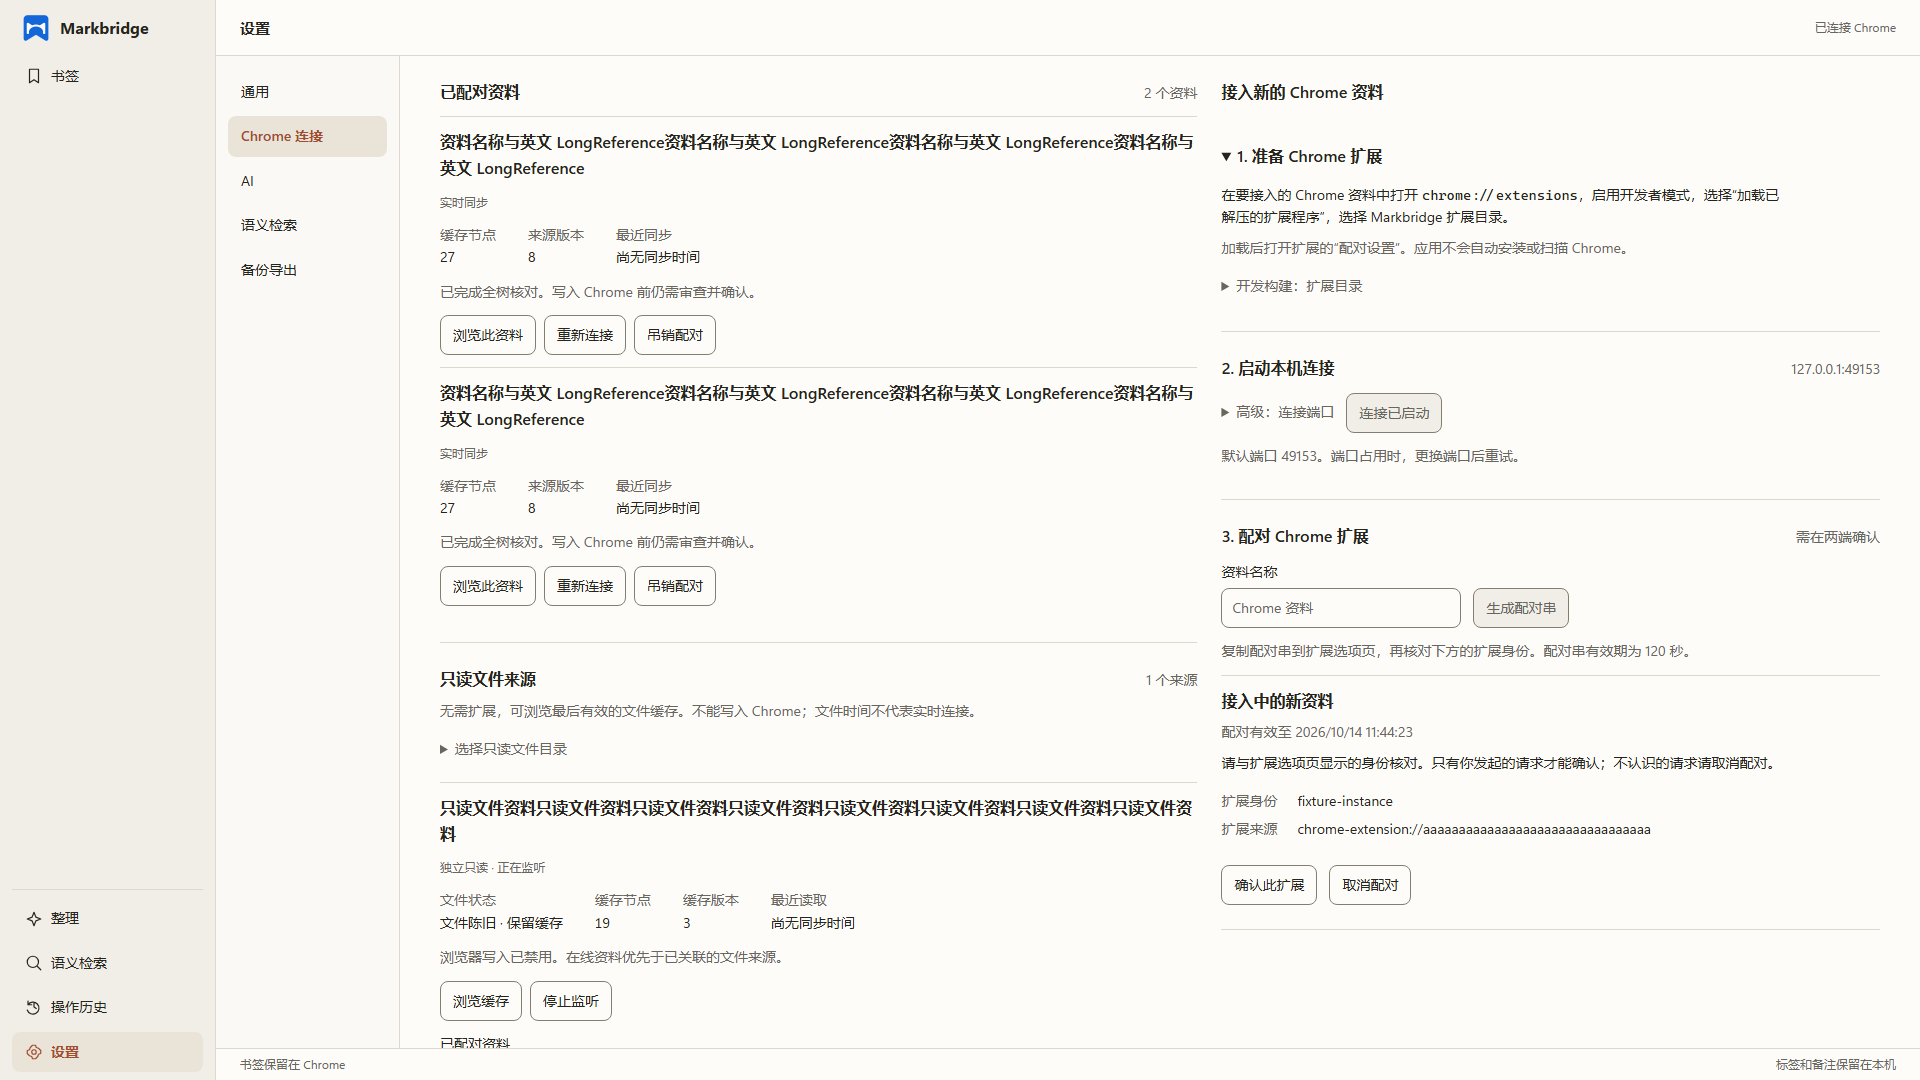 Markbridge
书签
整理
语义检索
操作历史
设置
设置
已连接 Chrome
通用
Chrome 连接
AI
语义检索
备份导出
已配对资料
2 个资料
资料名称与英文 LongReference资料名称与英文 LongReference资料名称与英文 LongReference资料名称与
英文 LongReference
实时同步
缓存节点 来源版本 最近同步
27 8 尚无同步时间
已完成全树核对。写入 Chrome 前仍需审查并确认。
浏览此资料 重新连接 吊销配对
资料名称与英文 LongReference资料名称与英文 LongReference资料名称与英文 LongReference资料名称与
英文 LongReference
实时同步
缓存节点 来源版本 最近同步
27 8 尚无同步时间
已完成全树核对。写入 Chrome 前仍需审查并确认。
浏览此资料 重新连接 吊销配对
只读文件来源
1 个来源
无需扩展，可浏览最后有效的文件缓存。不能写入 Chrome；文件时间不代表实时连接。
选择只读文件目录
只读文件资料只读文件资料只读文件资料只读文件资料只读文件资料只读文件资料只读文件资料只读文件资
料
独立只读 · 正在监听
文件状态 缓存节点 缓存版本 最近读取
文件陈旧 · 保留缓存 19 3 尚无同步时间
浏览器写入已禁用。在线资料优先于已关联的文件来源。
浏览缓存 停止监听
已配对资料
接入新的 Chrome 资料
1. 准备 Chrome 扩展
在要接入的 Chrome 资料中打开 chrome://extensions，启用开发者模式，选择“加载已
解压的扩展程序”，选择 Markbridge 扩展目录。
加载后打开扩展的“配对设置”。应用不会自动安装或扫描 Chrome。
开发构建：扩展目录
2. 启动本机连接
127.0.0.1:49153
高级：连接端口 连接已启动
默认端口 49153。端口占用时，更换端口后重试。
3. 配对 Chrome 扩展
需在两端确认
资料名称
Chrome 资料 生成配对串
复制配对串到扩展选项页，再核对下方的扩展身份。配对串有效期为 120 秒。
接入中的新资料
配对有效至 2026/10/14 11:44:23
请与扩展选项页显示的身份核对。只有你发起的请求才能确认；不认识的请求请取消配对。
扩展身份 fixture-instance
扩展来源 chrome-extension://aaaaaaaaaaaaaaaaaaaaaaaaaaaaaaaa
确认此扩展 取消配对
书签保留在 Chrome
标签和备注保留在本机